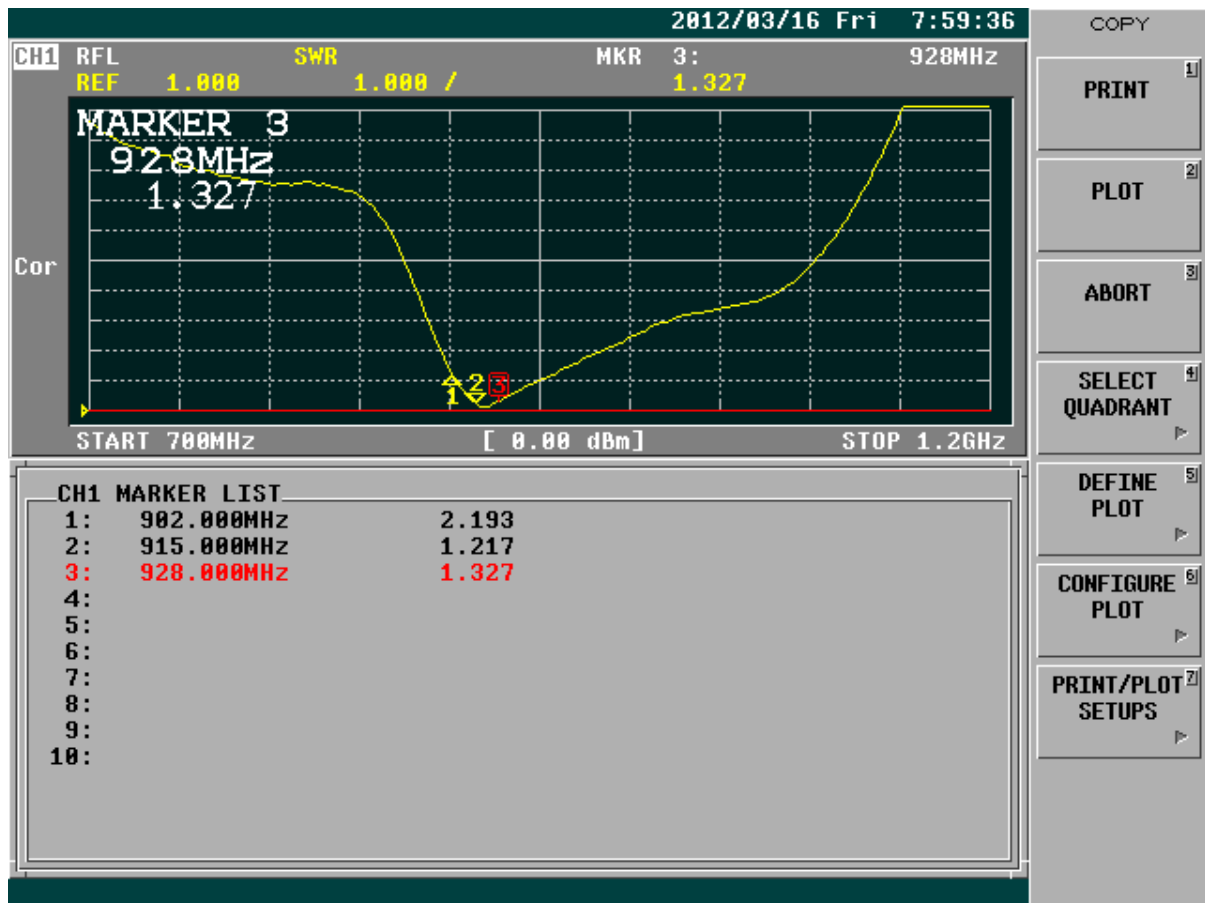 2012/03/16 Fri 7:59:36
CH1 RFL SWR MKR 3: 928MHz
REF 1.000 1.000 / 1.327
MARKER 3
928MHz
1.327
Cor
1 2 3
START 700MHz [ 0.00 dBm] STOP 1.2GHz
CH1 MARKER LIST
1: 902.000MHz 2.193
2: 915.000MHz 1.217
3: 928.000MHz 1.327
4:
5:
6:
7:
8:
9:
10:
COPY
PRINT 1
PLOT 2
ABORT 3
SELECT 4
QUADRANT
DEFINE 5
PLOT
CONFIGURE 6
PLOT
PRINT/PLOT 7
SETUPS